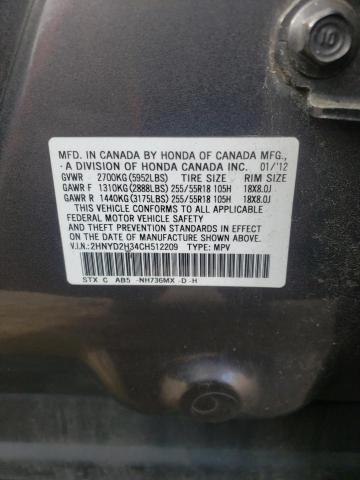 10
MFD. IN CANADA BY HONDA OF CANADA MFG.,
- A DIVISION OF HONDA CANADA INC. 01/'12
GVWR 2700KG(5952LBS) TIRE SIZE RIM SIZE
GAWR F 1310KG(2888LBS) 255/55R18 105H 18X8.0J
GAWR R 1440KG(3175LBS) 255/55R18 105H 18X8.0J
THIS VEHICLE CONFORMS TO ALL APPLICABLE
FEDERAL MOTOR VEHICLE SAFETY, BUMPER,
AND THEFT PREVENTION STANDARDS IN EFFECT
ON THE DATE OF MANUFACTURE SHOWN ABOVE.
V.I.N.:2HNYD2H34CH512209 TYPE: MPV
STX C AB5 -NH736MX -D -H